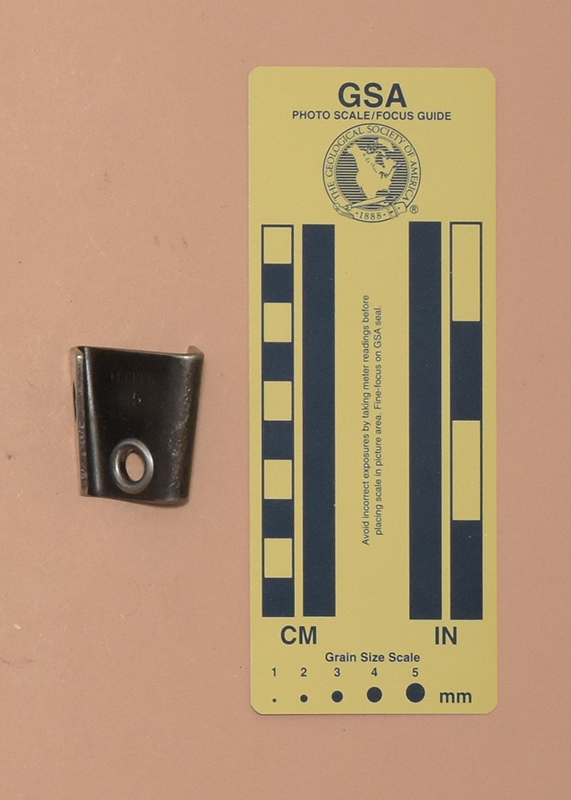 GSA
PHOTO SCALE/FOCUS GUIDE
THE GEOLOGICAL SOCIETY OF AMERICA
·1888·
®
Avoid incorrect exposures by taking meter readings before
placing scale in picture area. Fine-focus on GSA seal.
5
CM
IN
Grain Size Scale
1 2 3 4 5
mm